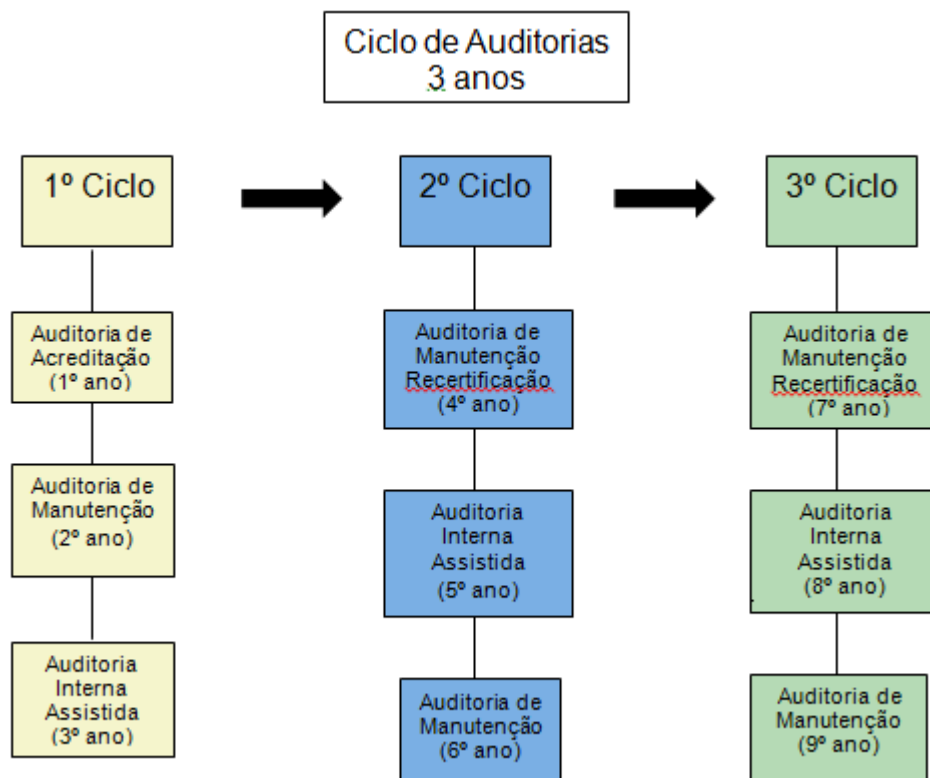 Ciclo de Auditorias
3 anos
1º Ciclo
2º Ciclo
3º Ciclo
Auditoria de
Acreditação
(1º ano)
Auditoria de
Manutenção
(2º ano)
Auditoria
Interna
Assistida
(3º ano)
Auditoria de
Manutenção
Recertificação
(4º ano)
Auditoria
Interna
Assistida
(5º ano)
Auditoria de
Manutenção
(6º ano)
Auditoria de
Manutenção
Recertificação
(7º ano)
Auditoria
Interna
Assistida
(8º ano)
Auditoria de
Manutenção
(9º ano)